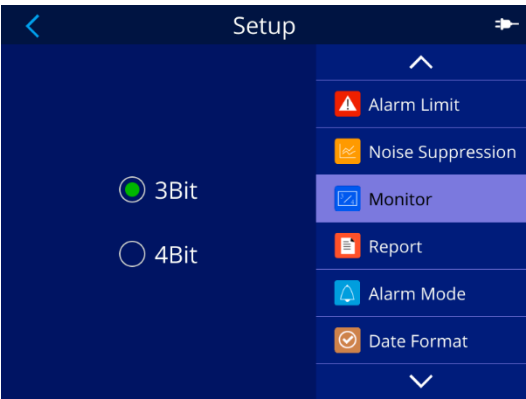 Setup
3Bit
4Bit
Alarm Limit
Noise Suppression
Monitor
Report
Alarm Mode
Date Format